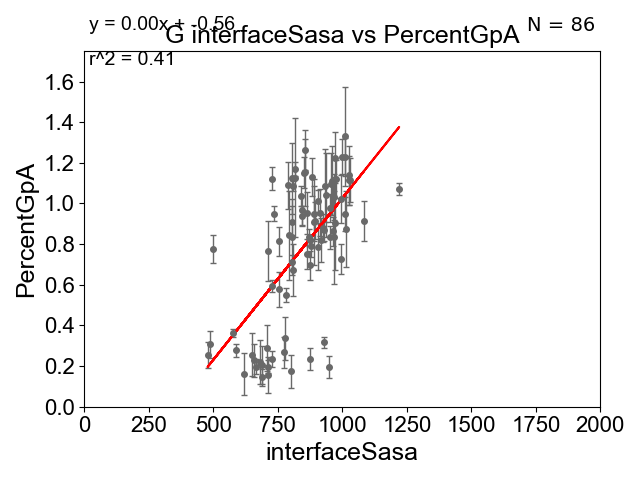 y = 0.00x + -0.56
N = 86
G interfaceSasa vs PercentGpA
r^2 = 0.41
1.6
1.4
1.2
1.0
0.8
0.6
0.4
0.2
0.0
PercentGpA
0 250 500 750 1000 1250 1500 1750 2000
interfaceSasa